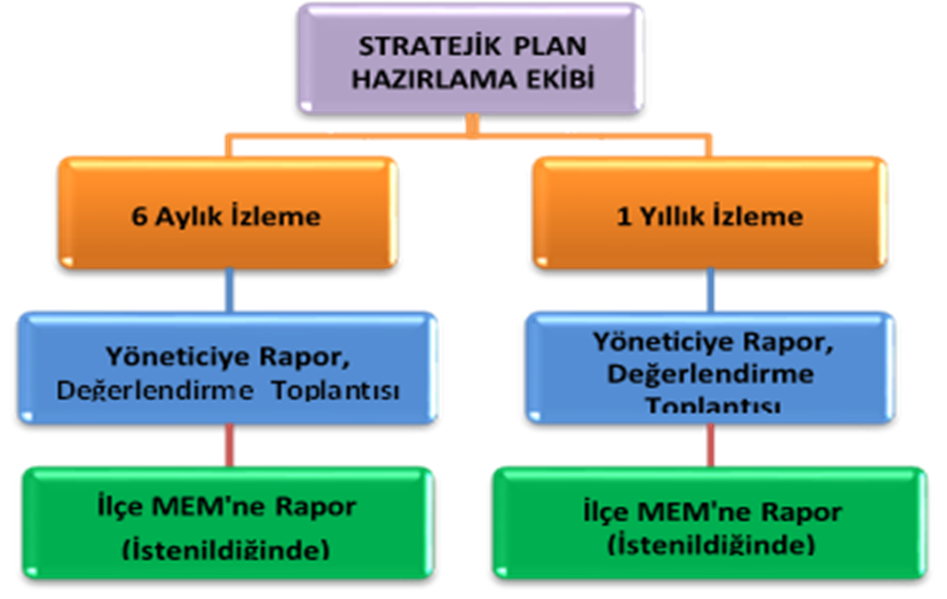 STRATEJİK PLAN
HAZIRLAMA EKİBİ
6 Aylık İzleme
1 Yıllık İzleme
Yöneticiye Rapor,
Değerlendirme Toplantısı
Yöneticiye Rapor,
Değerlendirme
Toplantısı
İlçe MEM'ne Rapor
(İstenildiğinde)
İlçe MEM'ne Rapor
(İstenildiğinde)